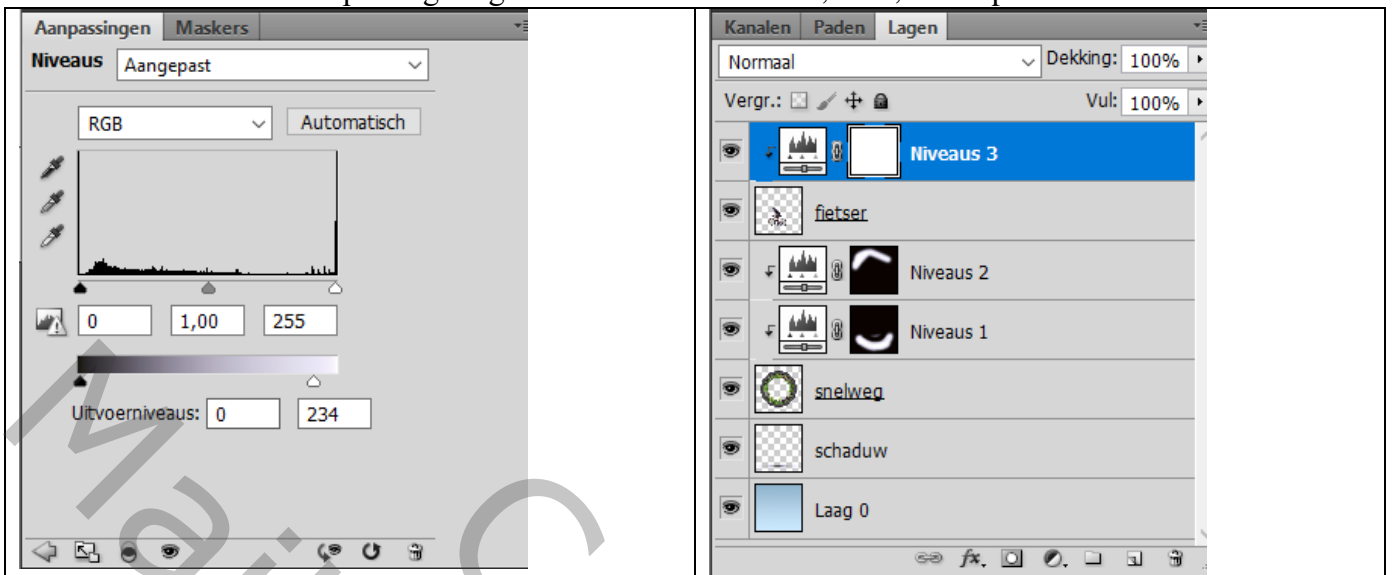 Aanpassingen Maskers
Niveaus Aangepast
RGB Automatisch
0 1,00 255
Uitvoerniveaus: 0 234
Kanalen Paden Lagen
Normaal Dekking: 100%
Vergr.: Vul: 100%
Niveaus 3
fietser
Niveaus 2
Niveaus 1
snelweg
schaduw
Laag 0
fx.